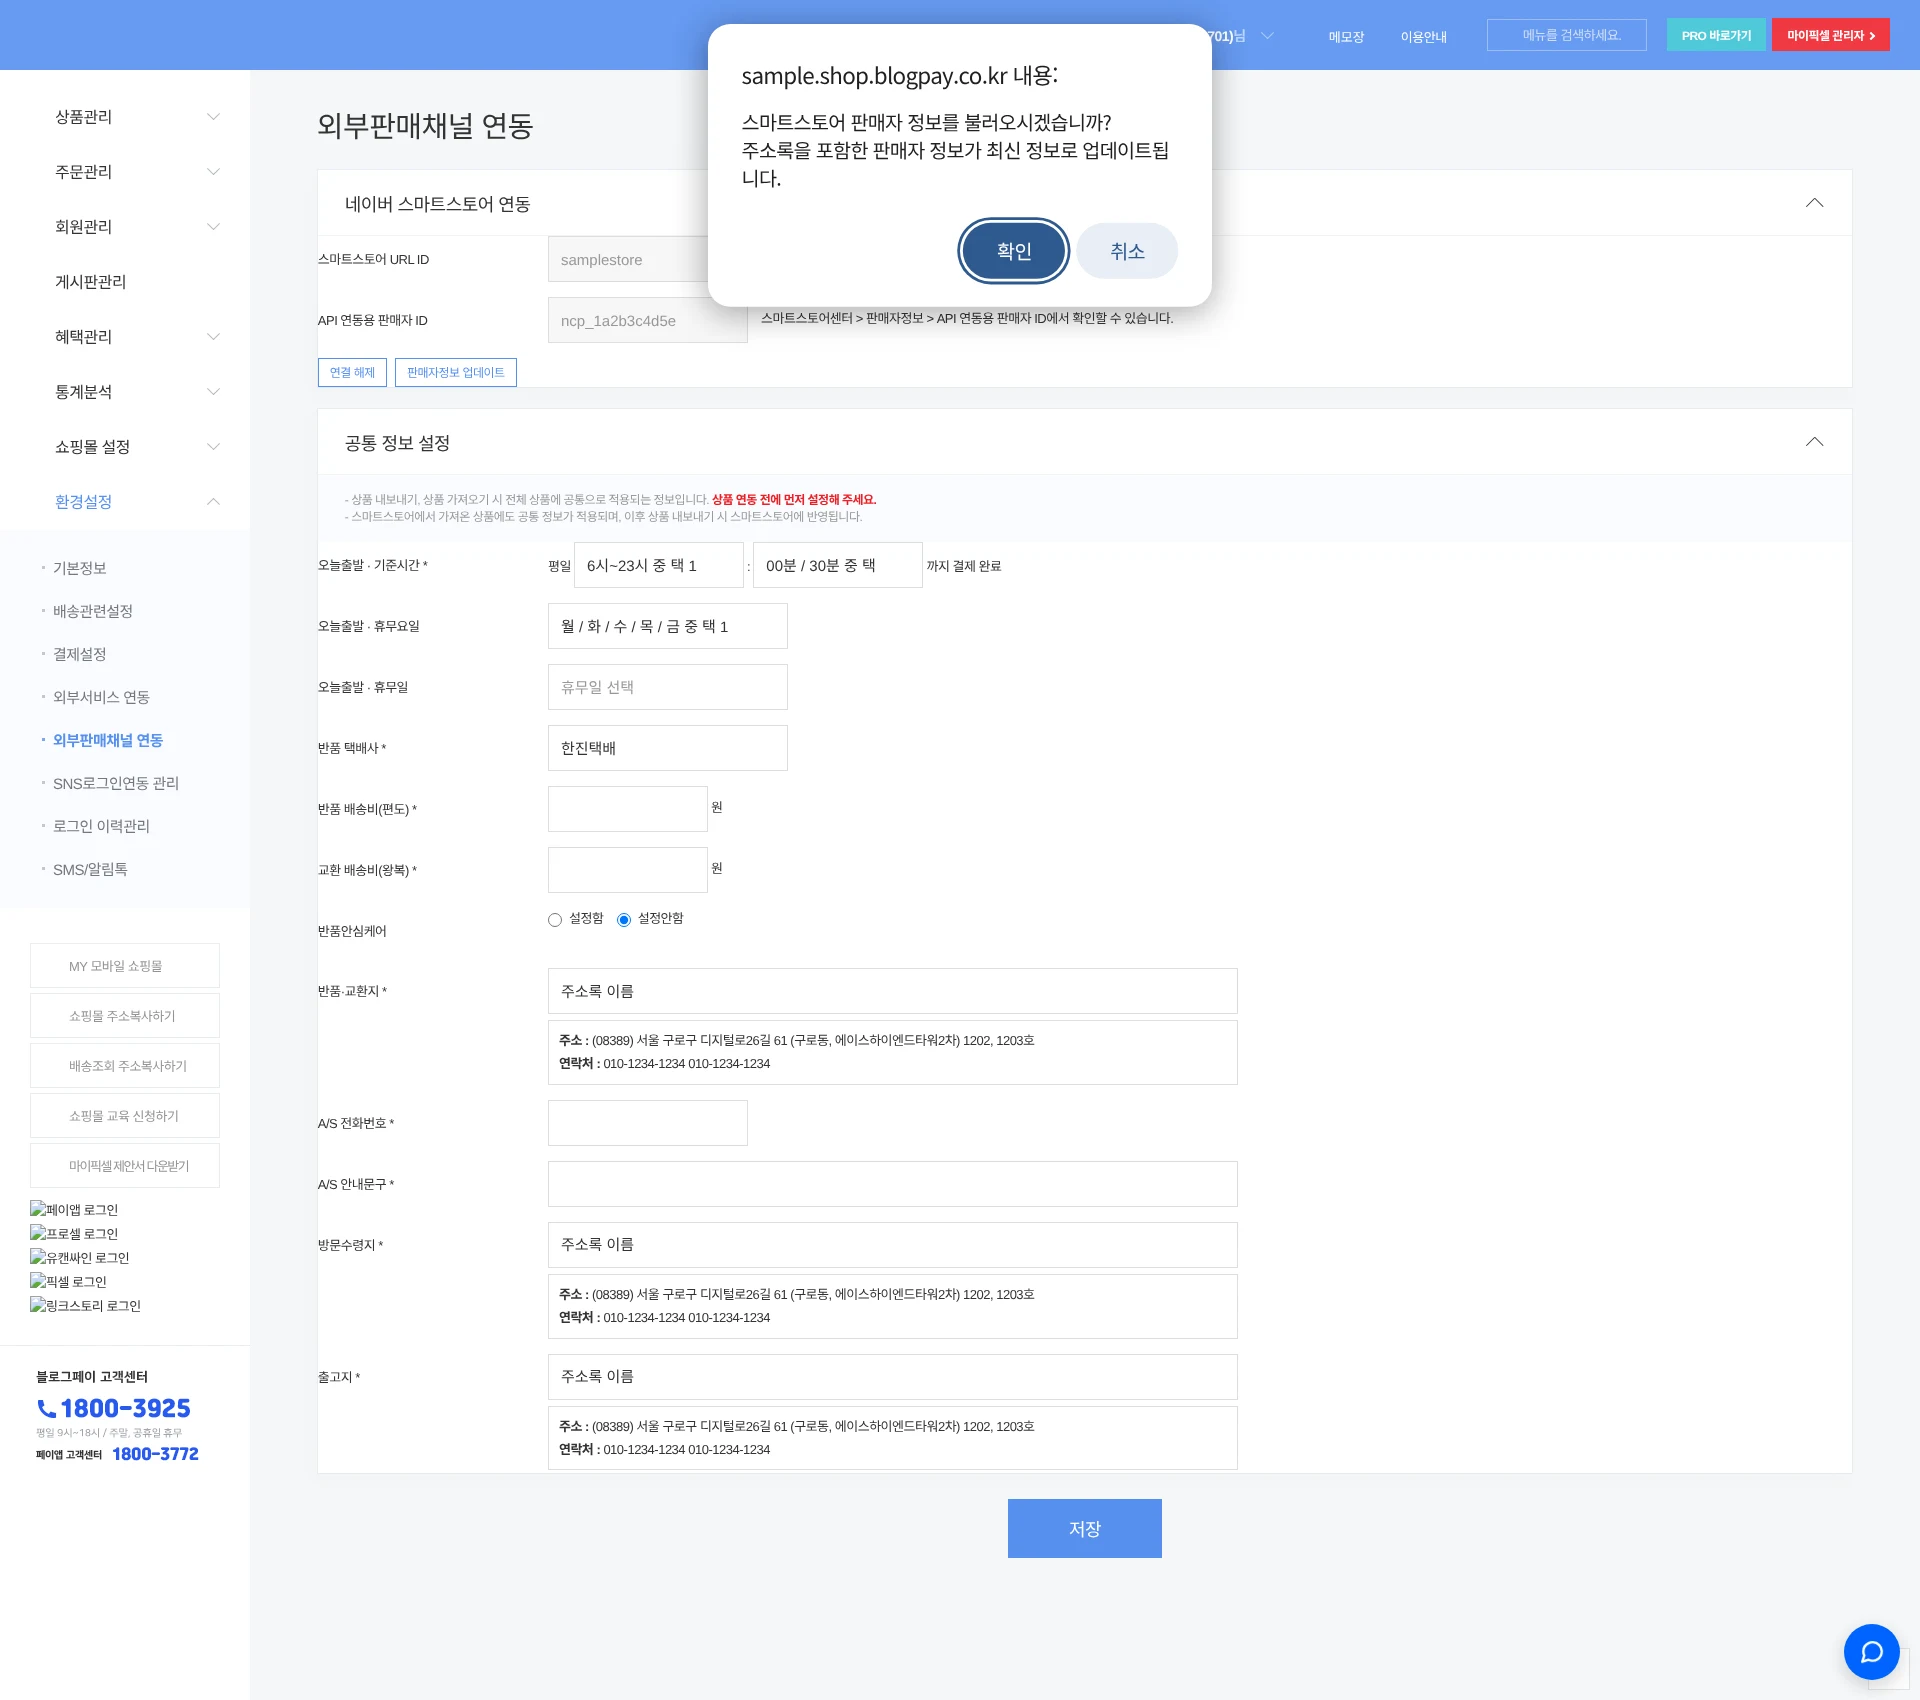 701)님
메모장
이용안내
메뉴를 검색하세요.
PRO 바로가기
마이픽셀 관리자
sample.shop.blogpay.co.kr 내용:
스마트스토어 판매자 정보를 불러오시겠습니까?
주소록을 포함한 판매자 정보가 최신 정보로 업데이트됩
니다.
확인
취소
상품관리
주문관리
회원관리
게시판관리
혜택관리
통계분석
쇼핑몰 설정
환경설정
기본정보
배송관련설정
결제설정
외부서비스 연동
외부판매채널 연동
SNS로그인연동 관리
로그인 이력관리
SMS/알림톡
MY 모바일 쇼핑몰
쇼핑몰 주소복사하기
배송조회 주소복사하기
쇼핑몰 교육 신청하기
마이픽셀 제안서 다운받기
페이앱 로그인
프로셀 로그인
유캔싸인 로그인
픽셀 로그인
링크스토리 로그인
블로그페이 고객센터
1800-3925
평일 9시~18시 / 주말, 공휴일 휴무
페이앱 고객센터 1800-3772
외부판매채널 연동
네이버 스마트스토어 연동
스마트스토어 URL ID
samplestore
API 연동용 판매자 ID
ncp_1a2b3c4d5e
스마트스토어센터 > 판매자정보 > API 연동용 판매자 ID에서 확인할 수 있습니다.
연결 해제
판매자정보 업데이트
공통 정보 설정
- 상품 내보내기, 상품 가져오기 시 전체 상품에 공통으로 적용되는 정보입니다. 상품 연동 전에 먼저 설정해 주세요.
- 스마트스토어에서 가져온 상품에도 공통 정보가 적용되며, 이후 상품 내보내기 시 스마트스토어에 반영됩니다.
오늘출발 · 기준시간 *
평일 6시~23시 중 택 1 : 00분 / 30분 중 택 까지 결제 완료
오늘출발 · 휴무요일
월 / 화 / 수 / 목 / 금 중 택 1
오늘출발 · 휴무일
휴무일 선택
반품 택배사 *
한진택배
반품 배송비(편도) *
원
교환 배송비(왕복) *
원
반품안심케어
설정함 설정안함
반품·교환지 *
주소록 이름
주소 : (08389) 서울 구로구 디지털로26길 61 (구로동, 에이스하이엔드타워2차) 1202, 1203호
연락처 : 010-1234-1234 010-1234-1234
A/S 전화번호 *
A/S 안내문구 *
방문수령지 *
주소록 이름
주소 : (08389) 서울 구로구 디지털로26길 61 (구로동, 에이스하이엔드타워2차) 1202, 1203호
연락처 : 010-1234-1234 010-1234-1234
출고지 *
주소록 이름
주소 : (08389) 서울 구로구 디지털로26길 61 (구로동, 에이스하이엔드타워2차) 1202, 1203호
연락처 : 010-1234-1234 010-1234-1234
저장